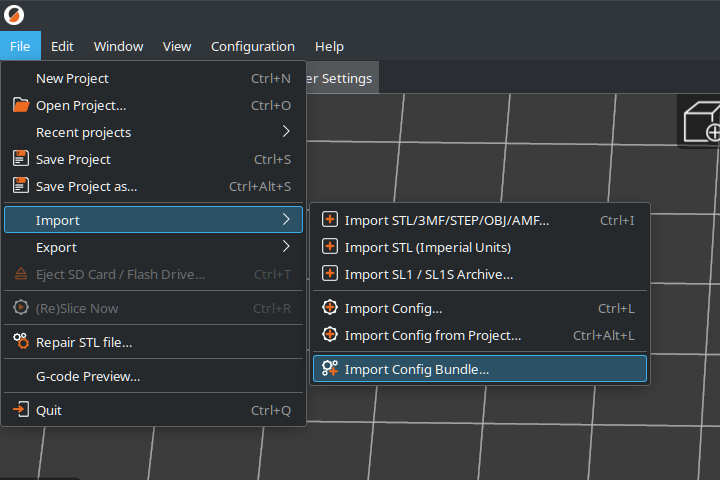 File Edit Window View Configuration Help
er Settings
New Project Ctrl+N
Open Project... Ctrl+O
Recent projects
Save Project Ctrl+S
Save Project as... Ctrl+Alt+S
Import
Export
Eject SD Card / Flash Drive... Ctrl+T
(Re)Slice Now Ctrl+R
Repair STL file...
G-code Preview...
Quit Ctrl+Q
Import STL/3MF/STEP/OBJ/AMF... Ctrl+I
Import STL (Imperial Units)
Import SL1 / SL1S Archive...
Import Config... Ctrl+L
Import Config from Project... Ctrl+Alt+L
Import Config Bundle...